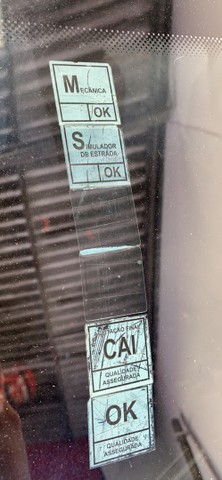 MECÂNICA
OK
SIMULADOR
DE ESTRADA
OK
CAI
QUALIDADE
ASSEGURADA
OK
QUALIDADE
ASSEGURADA